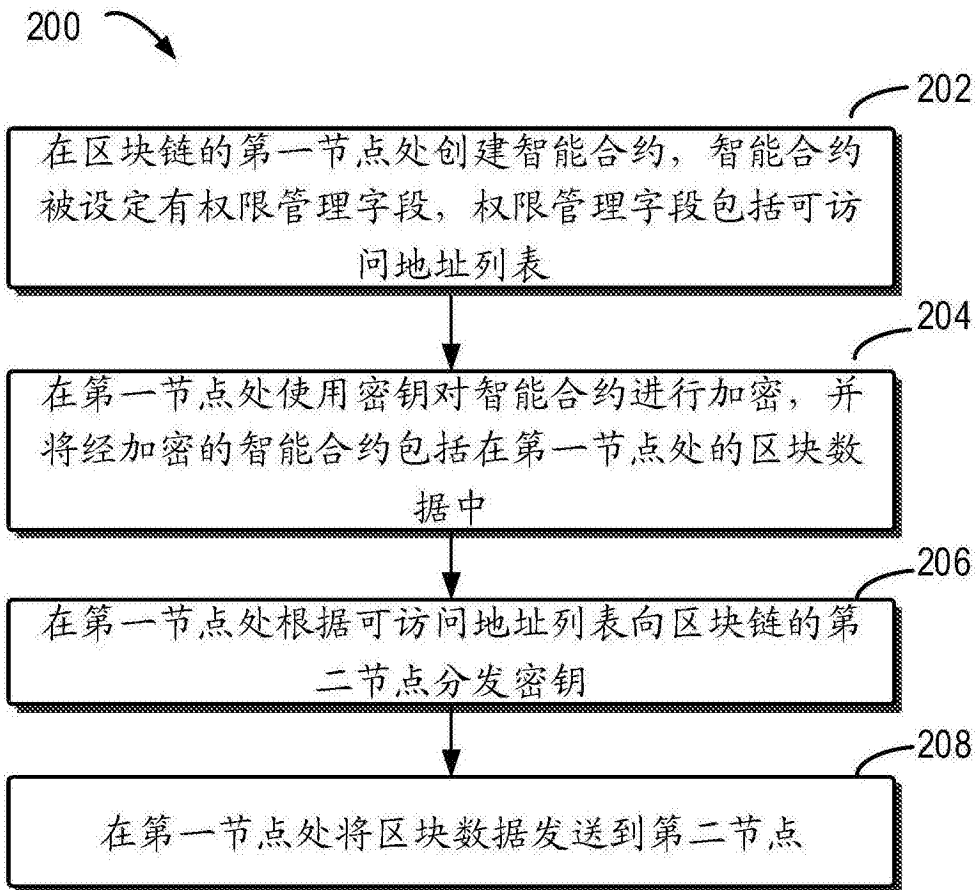 200
202
在区块链的第一节点处创建智能合约，智能合约
被设定有权限管理字段，权限管理字段包括可访
问地址列表
204
在第一节点处使用密钥对智能合约进行加密，并
将经加密的智能合约包括在第一节点处的区块数
据中
206
在第一节点处根据可访问地址列表向区块链的第
二节点分发密钥
208
在第一节点处将区块数据发送到第二节点